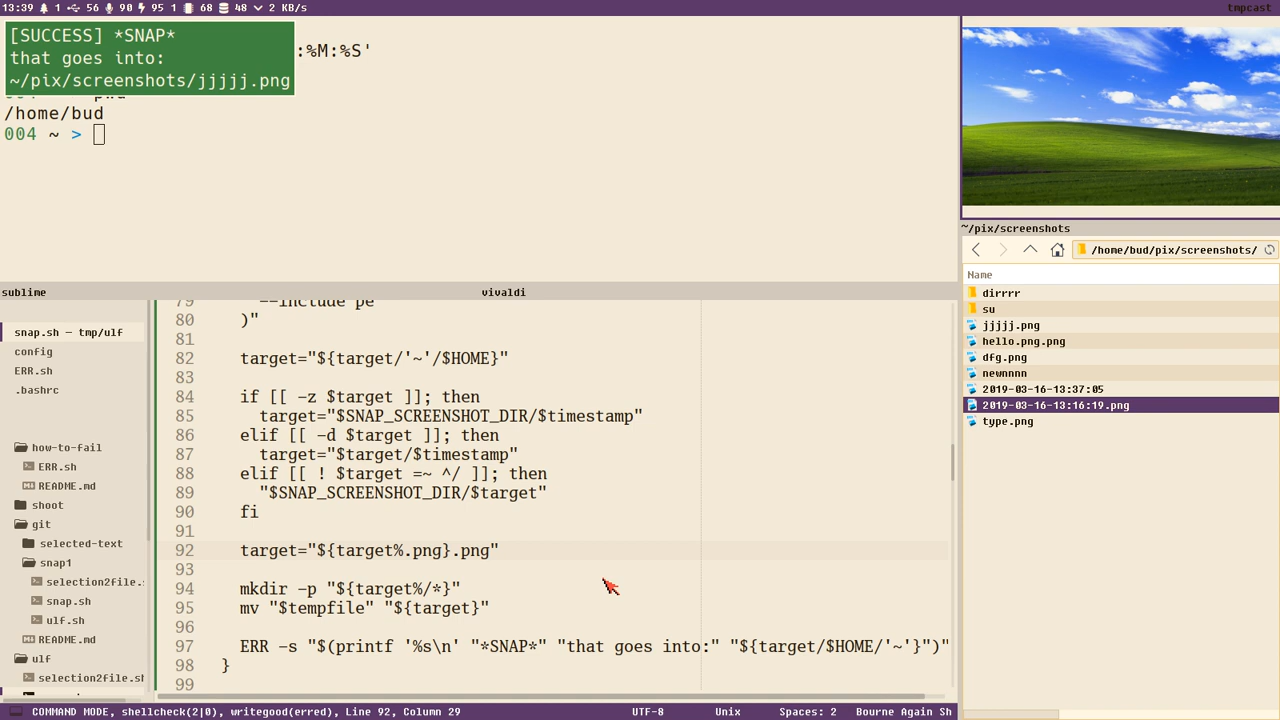 13:39 1 56 90 95 1 68 48 2 KB/s
tmpcast
[SUCCESS] *SNAP*
that goes into:
~/pix/screenshots/jjjjj.png
:%M:%S'
/home/bud
004 ~ >
~/pix/screenshots
/home/bud/pix/screenshots/
Name
dirrrr
su
jjjjj.png
hello.png.png
dfg.png
newnnnn
2019-03-16-13:37:05
2019-03-16-13:16:19.png
type.png
sublime
vivaldi
snap.sh — tmp/ulf
config
ERR.sh
.bashrc
how-to-fail
ERR.sh
README.md
shoot
git
selected-text
snap1
selection2file.s
snap.sh
ulf.sh
README.md
ulf
selection2file.sh
79 --include pe
80 )"
81
82 target="${target/'~'/$HOME}"
83
84 if [[ -z $target ]]; then
85 target="$SNAP_SCREENSHOT_DIR/$timestamp"
86 elif [[ -d $target ]]; then
87 target="$target/$timestamp"
88 elif [[ ! $target =~ ^/ ]]; then
89 "$SNAP_SCREENSHOT_DIR/$target"
90 fi
91
92 target="${target%.png}.png"
93
94 mkdir -p "${target%/*}"
95 mv "$tempfile" "${target}"
96
97 ERR -s "$(printf '%s\n' "*SNAP*" "that goes into:" "${target/$HOME/'~'}")"
98 }
99
COMMAND MODE, shellcheck(2|0), writegood(erred), Line 92, Column 29
UTF-8
Unix
Spaces: 2
Bourne Again Sh